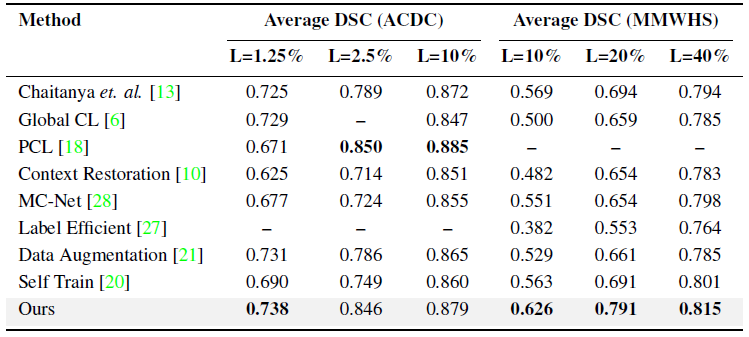 Method Average DSC (ACDC) Average DSC (MMWHS)
L=1.25% L=2.5% L=10% L=10% L=20% L=40%
Chaitanya et. al. [13] 0.725 0.789 0.872 0.569 0.694 0.794
Global CL [6] 0.729 – 0.847 0.500 0.659 0.785
PCL [18] 0.671 0.850 0.885 – – –
Context Restoration [10] 0.625 0.714 0.851 0.482 0.654 0.783
MC-Net [28] 0.677 0.724 0.855 0.551 0.654 0.798
Label Efficient [27] – – – 0.382 0.553 0.764
Data Augmentation [21] 0.731 0.786 0.865 0.529 0.661 0.785
Self Train [20] 0.690 0.749 0.860 0.563 0.691 0.801
Ours 0.738 0.846 0.879 0.626 0.791 0.815